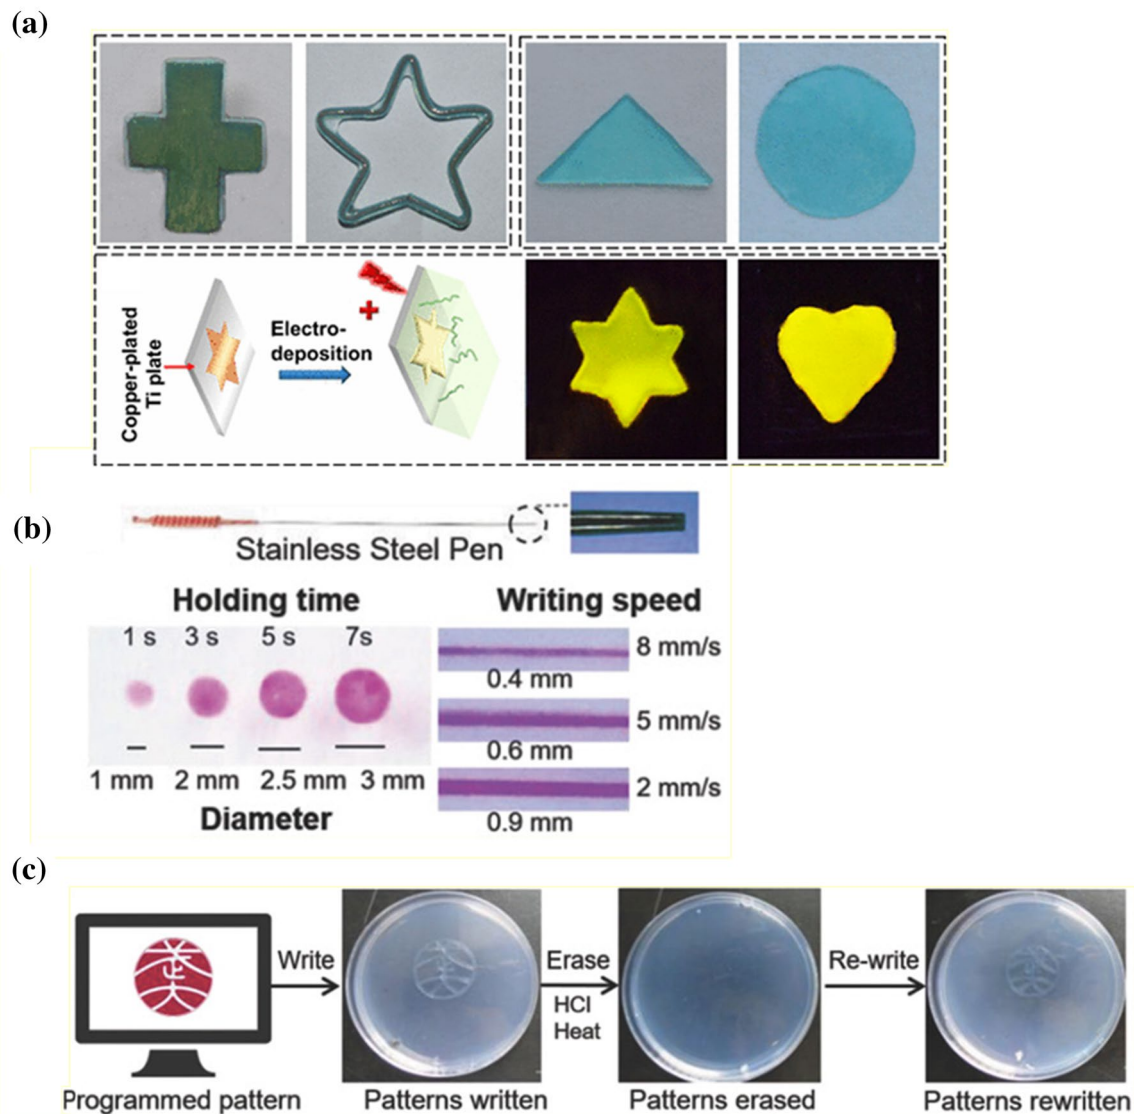 (a)
Copper-plated
Ti plate
Electro-
deposition
+
(b)
Stainless Steel Pen
Holding time
Writing speed
1 s 3 s 5 s 7s
8 mm/s
0.4 mm
5 mm/s
0.6 mm
2 mm/s
0.9 mm
1 mm 2 mm 2.5 mm 3 mm
Diameter
(c)
Write
Erase
HCl
Heat
Re-write
Programmed pattern
Patterns written
Patterns erased
Patterns rewritten